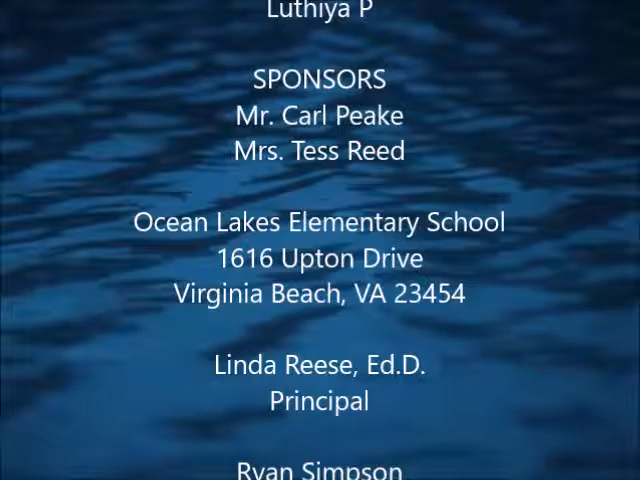 Luthiya P
SPONSORS
Mr. Carl Peake
Mrs. Tess Reed
Ocean Lakes Elementary School
1616 Upton Drive
Virginia Beach, VA 23454
Linda Reese, Ed.D.
Principal
Ryan Simpson